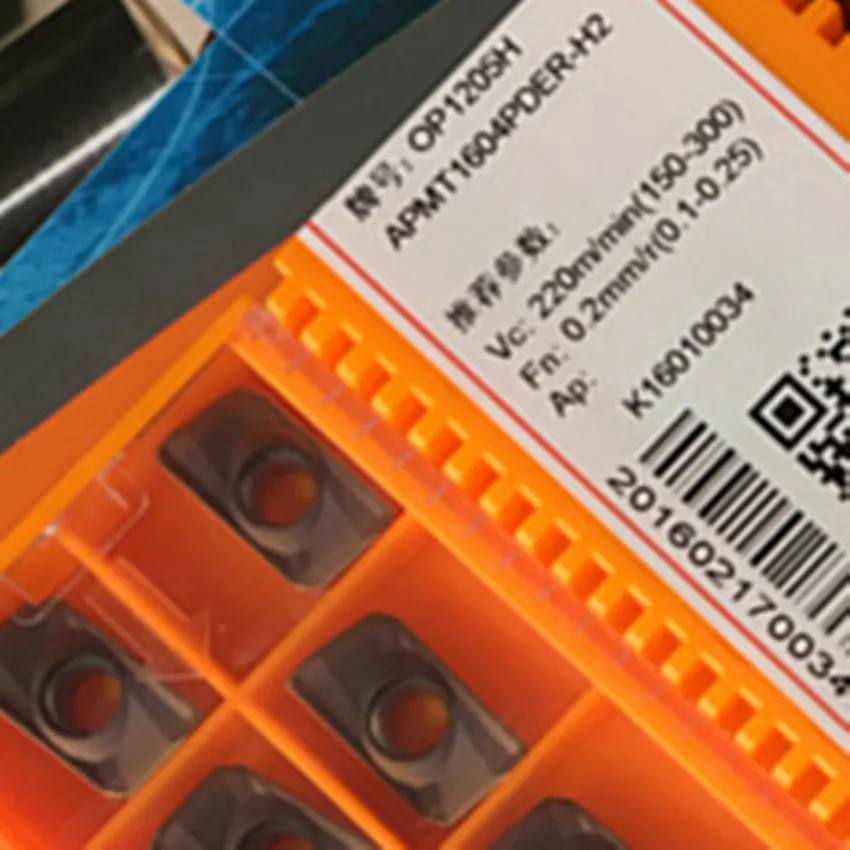 牌号: OP1205H
APMT1604PDER-H2
推荐参数:
Vc: 220m/min(150-300)
Fn: 0.2mm/r(0.1-0.25)
Ap:
K16010034
201602170034